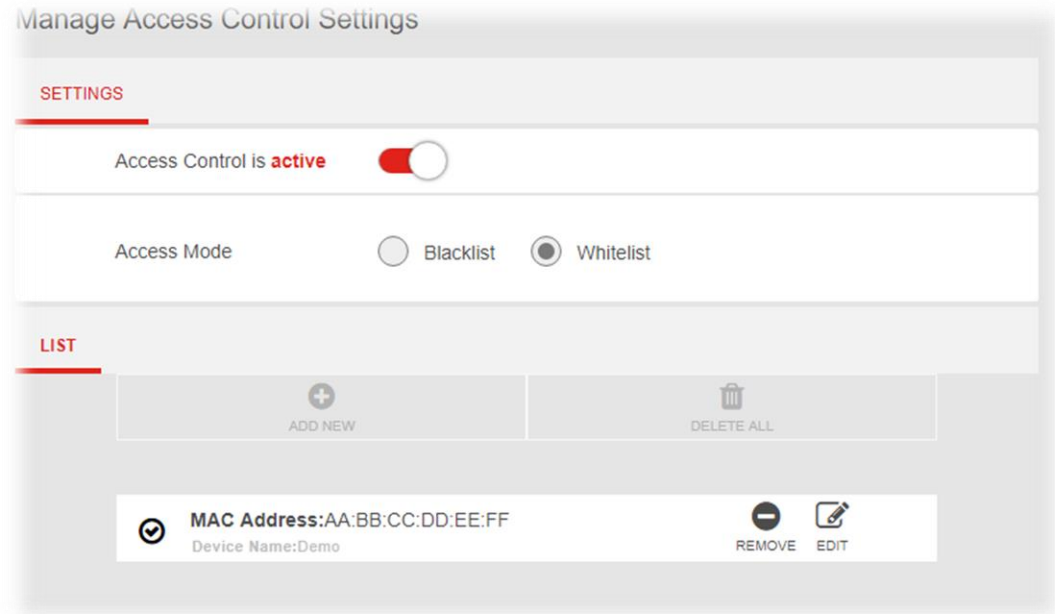 Manage Access Control Settings
SETTINGS
Access Control is active
Access Mode Blacklist Whitelist
LIST
ADD NEW DELETE ALL
MAC Address:AA:BB:CC:DD:EE:FF
Device Name:Demo
REMOVE EDIT